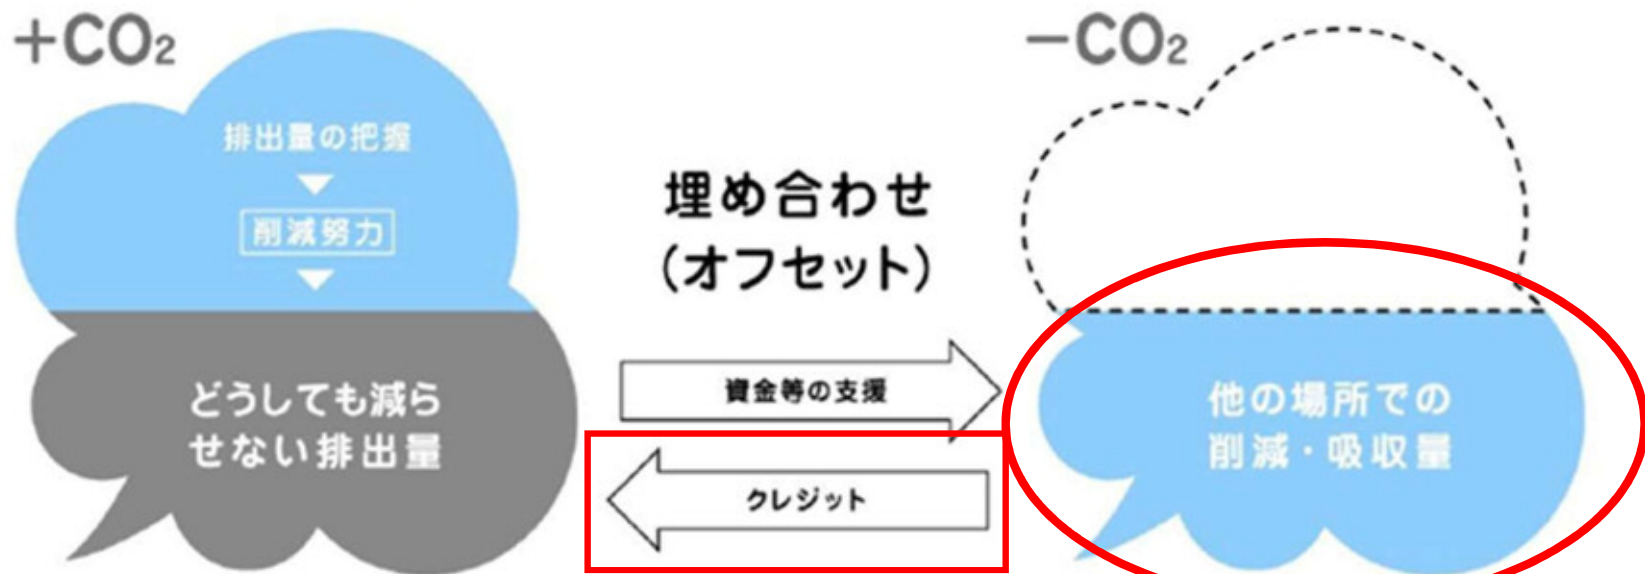 +CO₂
排出量の把握
削減努力
どうしても減ら
せない排出量
埋め合わせ
(オフセット)
資金等の支援
クレジット
-CO₂
他の場所での
削減・吸収量